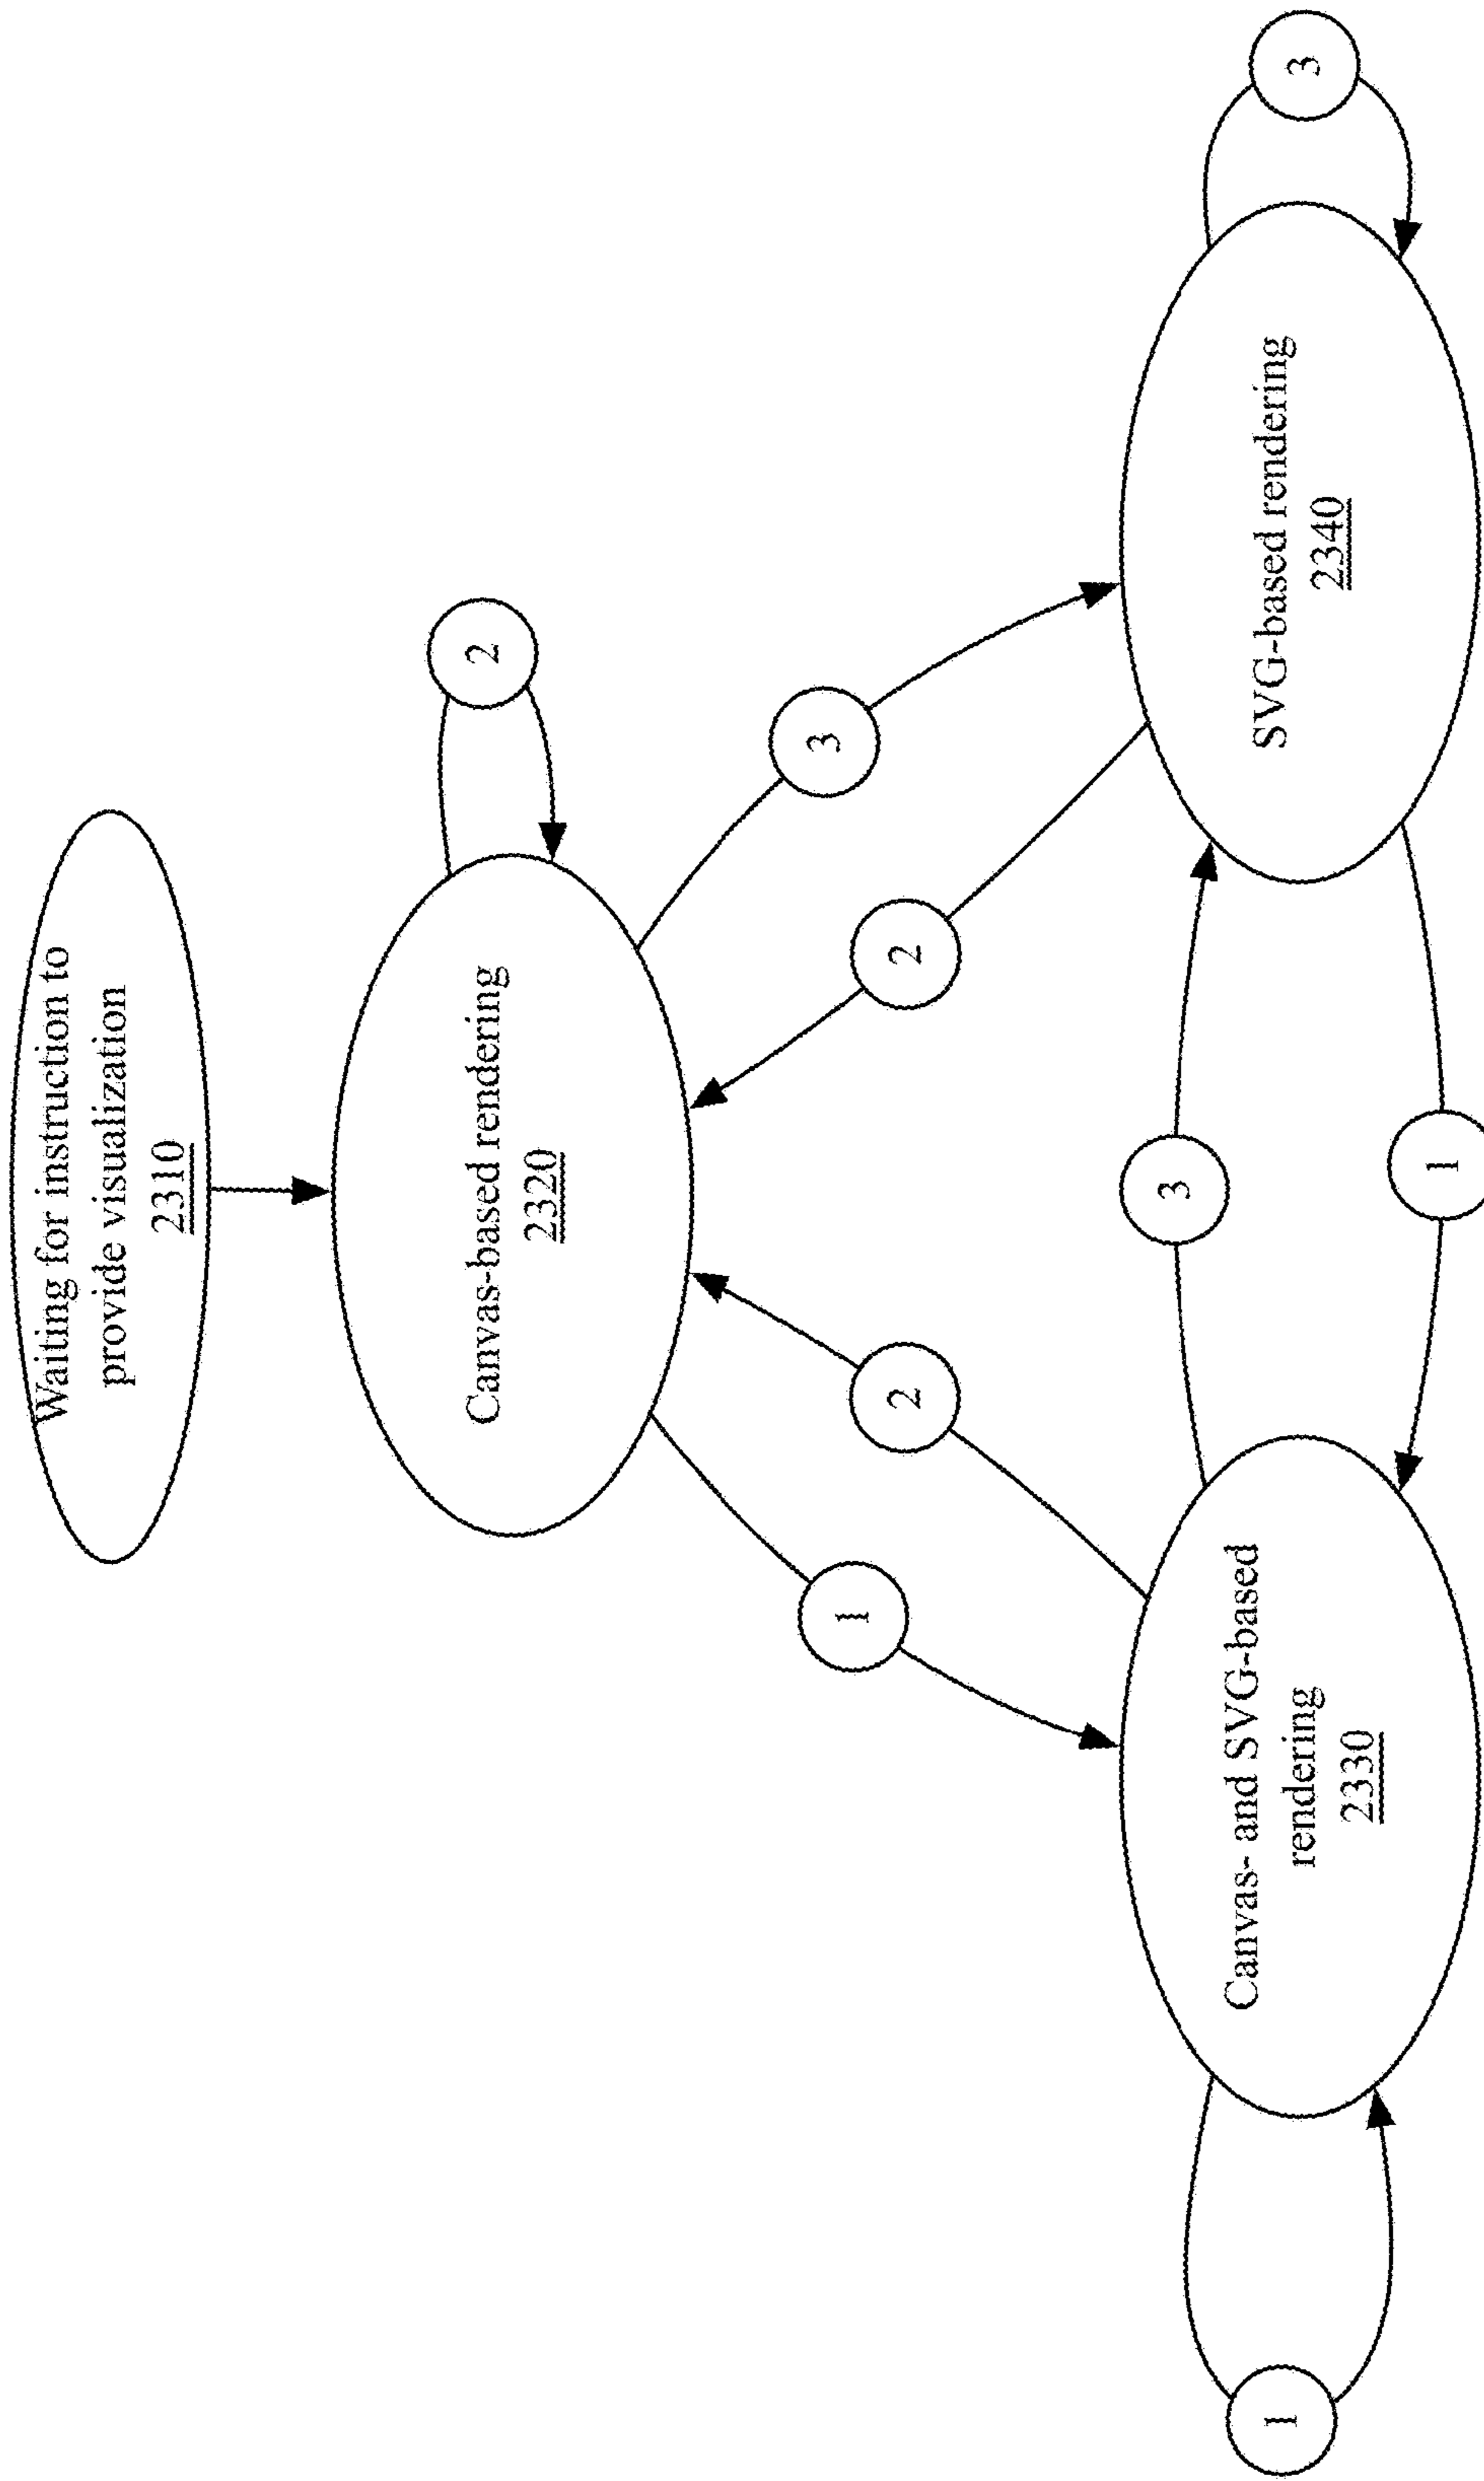 Waiting for instruction to
provide visualization
2310
Canvas-based rendering
2320
2
1
2
2
3
Canvas- and SVG-based
rendering
2330
1
3
1
SVG-based rendering
2340
3